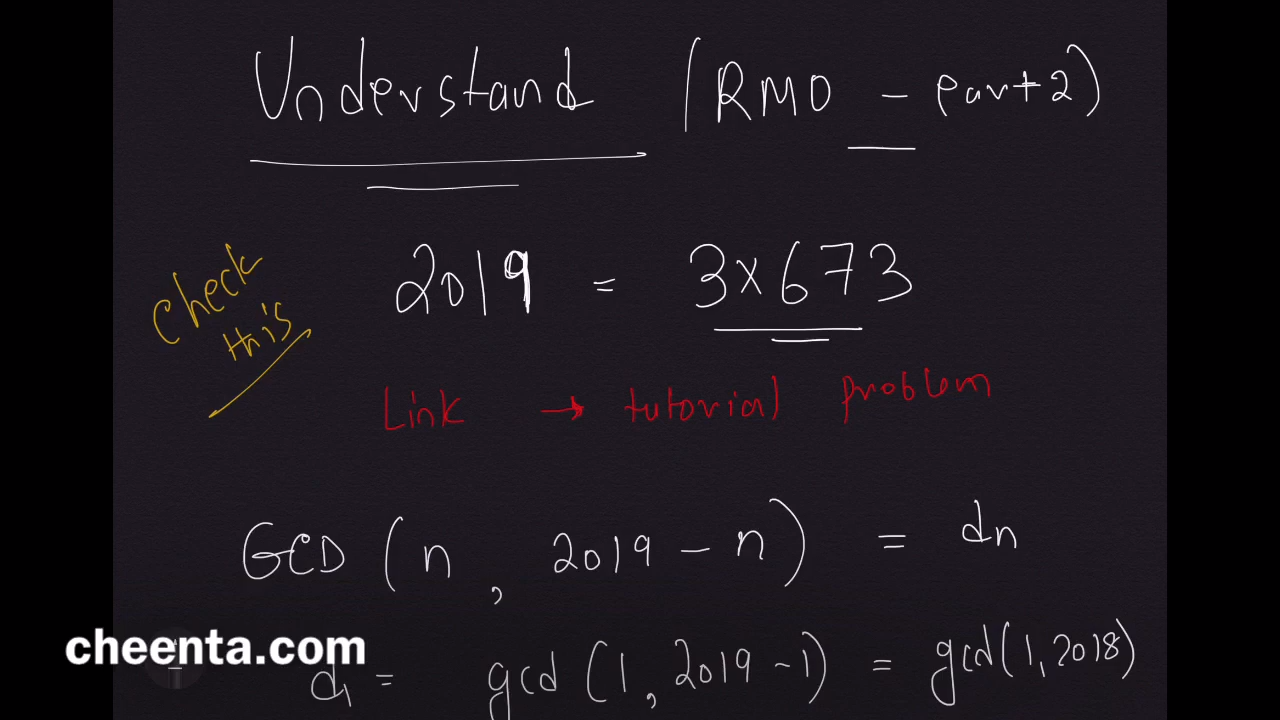 Understand (RMO - Part 2)
check this
2019 = 3 x 673
Link → tutorial problem
GCD (n, 2019 - n) = dn
cheenta.com
d1 = gcd (1, 2019 - 1) = gcd (1, 2018)